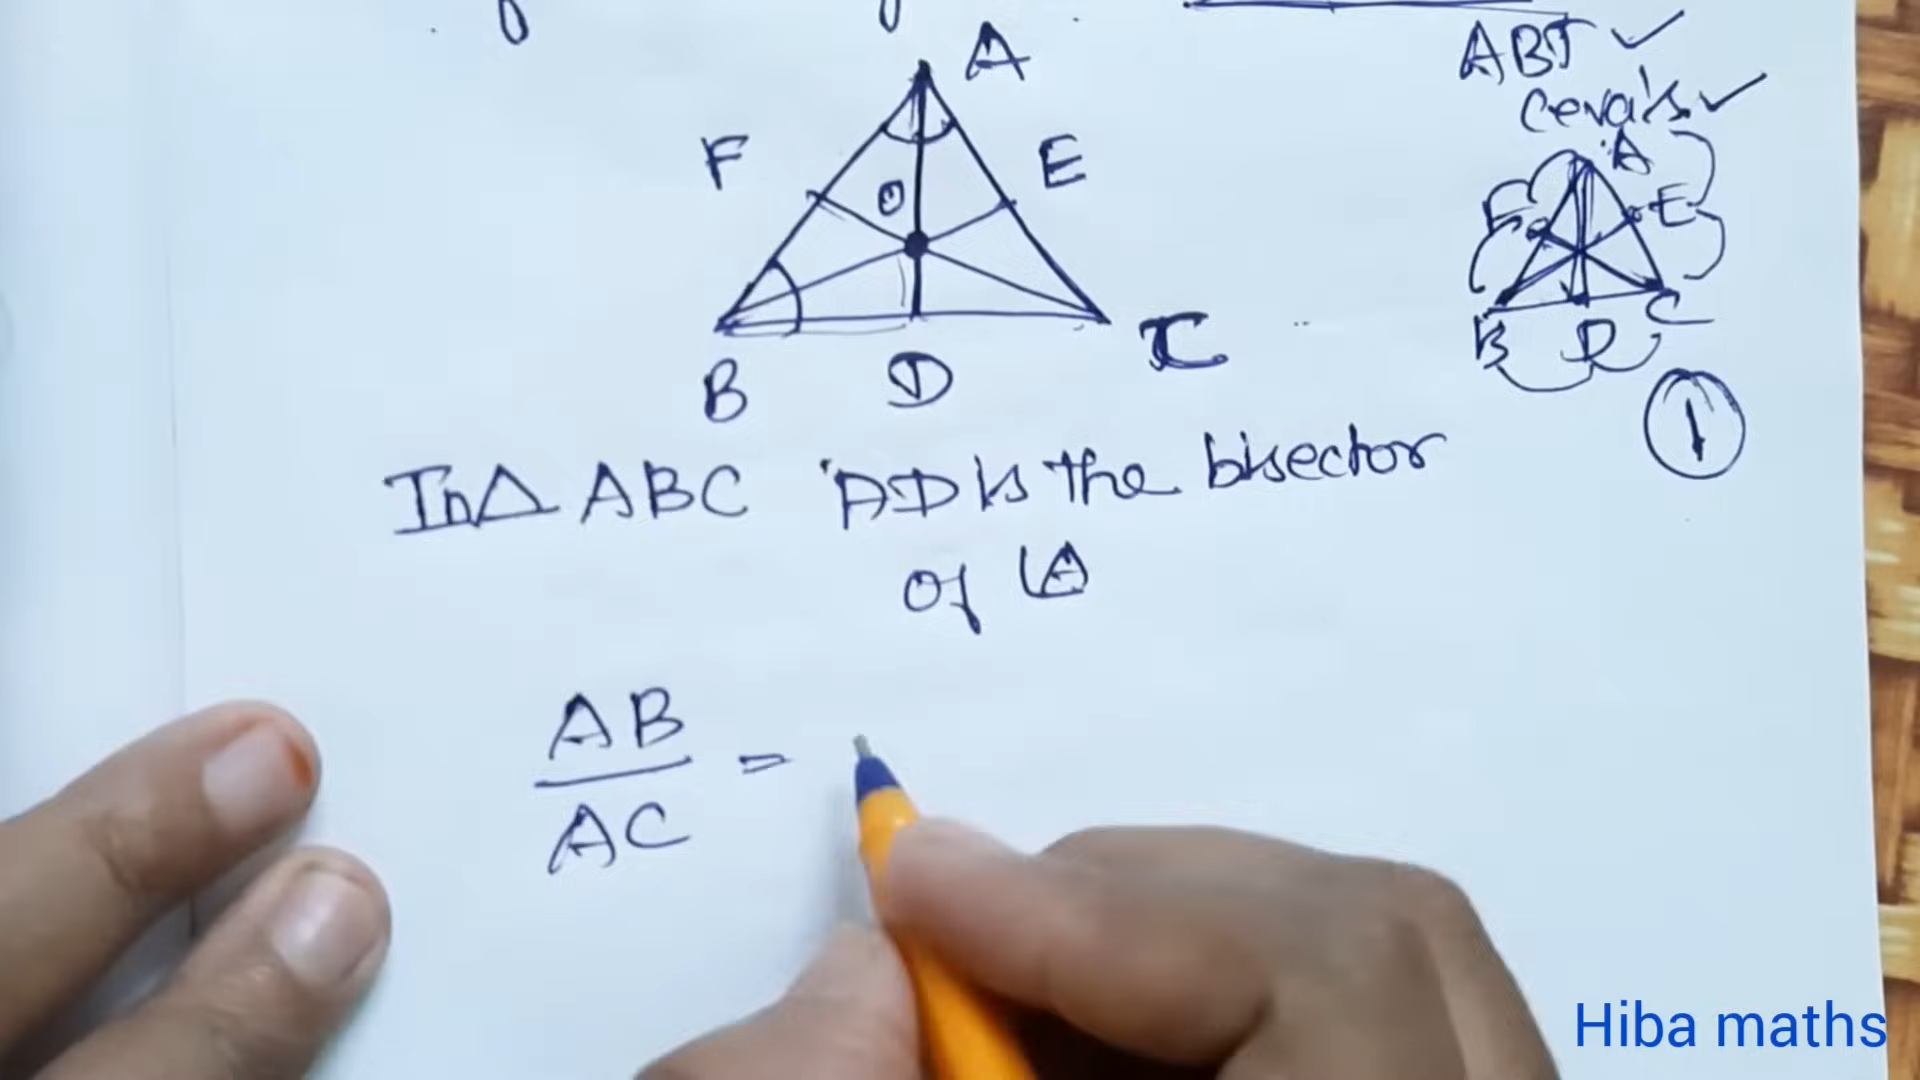 ABT ✓
Ceva's ✓
A
F
E
O
B
D
C
A
F
E
B
D
C
1
In △ ABC AD is the bisector
of ∠A
AB
AC
=
Hiba maths